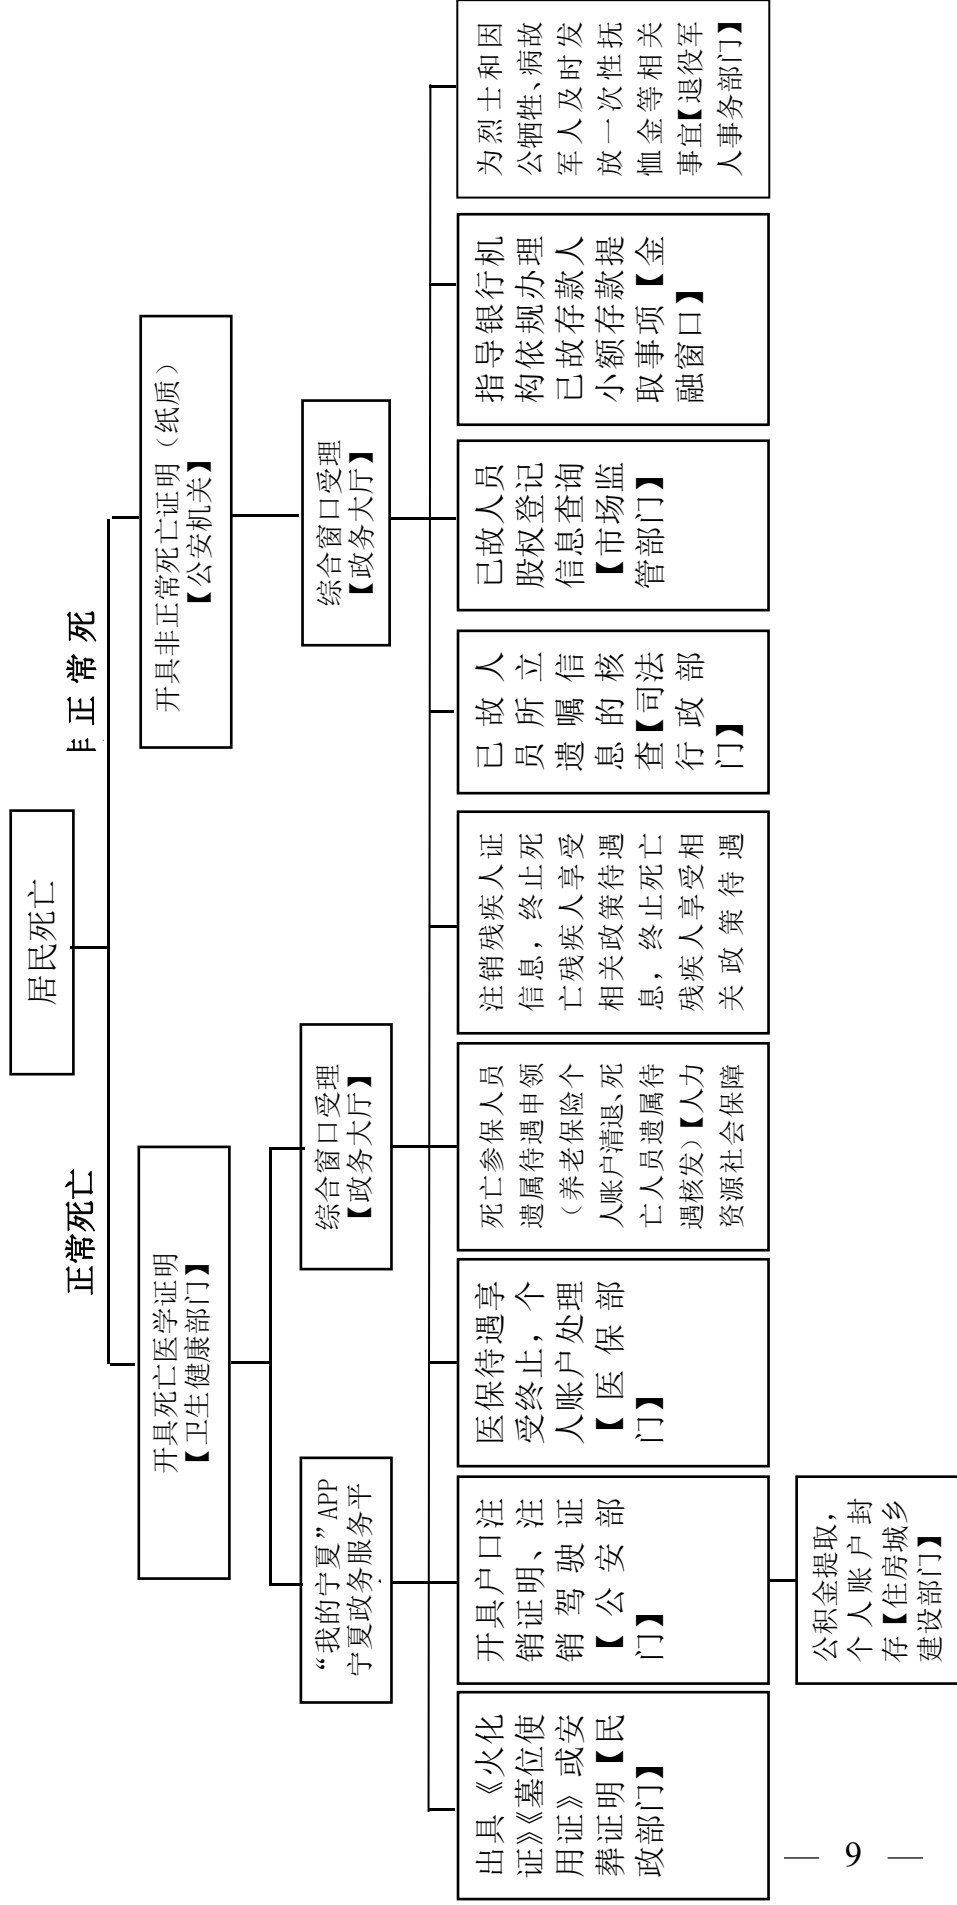 居民死亡
正常死亡
正常死
开具死亡医学证明
【卫生健康部门】
开具非正常死亡证明（纸质）
【公安机关】
“我的宁夏”APP
宁夏政务服务平
综合窗口受理
【政务大厅】
综合窗口受理
【政务大厅】
出具《火化
证》《墓位使
用证》或安
葬证明【民
政部门】
开具户口注
销证明、注
销驾驶证
【公安部
门】
医保待遇享
受终止，个
人账户处理
【医保部
门】
死亡参保人员
遗属待遇申领
（养老保险个
人账户清退、死
亡人员遗属待
遇核发）【人力
资源社会保障
注销残疾人证
信息，终止死
亡残疾人享受
相关政策待遇
息，终止死亡
残疾人享受相
关政策待遇
已故人
员所立
遗嘱信
息的核
查【司法
行政部
门】
已故人员
股权登记
信息查询
【市场监
管部门】
指导银行机
构依规办理
已故存款人
小额存款提
取事项【金
融窗口】
为烈士和因
公牺牲、病故
军人及时发
放一次性抚
恤金等相关
事宜【退役军
人事务部门】
公积金提取，
个人账户封
存【住房城乡
建设部门】
— 9 —